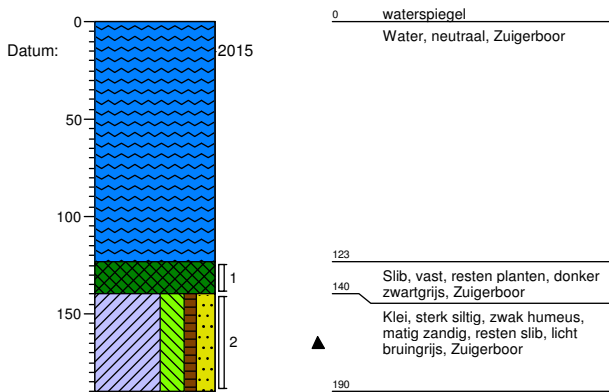 0
Datum:
2015
50
100
150
1
2
0 waterspiegel
Water, neutraal, Zuigerboor
123
Slib, vast, resten planten, donker
zwartgrijs, Zuigerboor
140
Klei, sterk siltig, zwak humeus,
matig zandig, resten slib, licht
bruingrijs, Zuigerboor
190